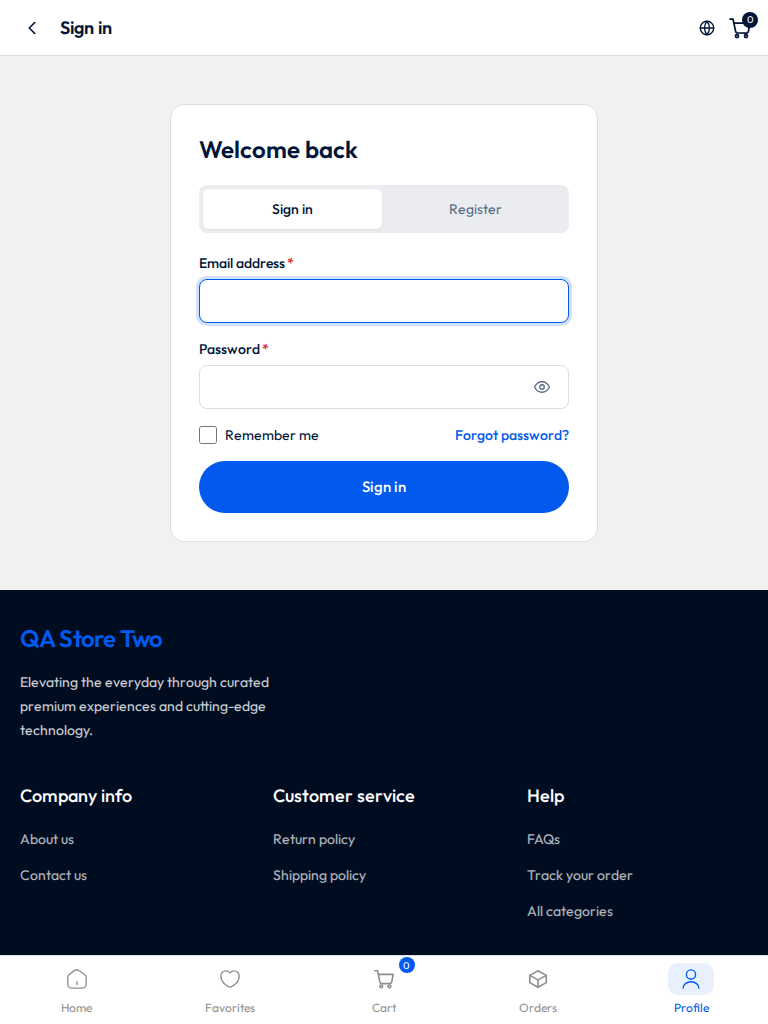 Sign in
0
Welcome back
Sign in
Register
Email address *
Password *
Remember me
Forgot password?
Sign in
QA Store Two
Elevating the everyday through curated
premium experiences and cutting-edge
technology.
Company info
About us
Contact us
Customer service
Return policy
Shipping policy
Help
FAQs
Track your order
All categories
Home
Favorites
0
Cart
Orders
Profile